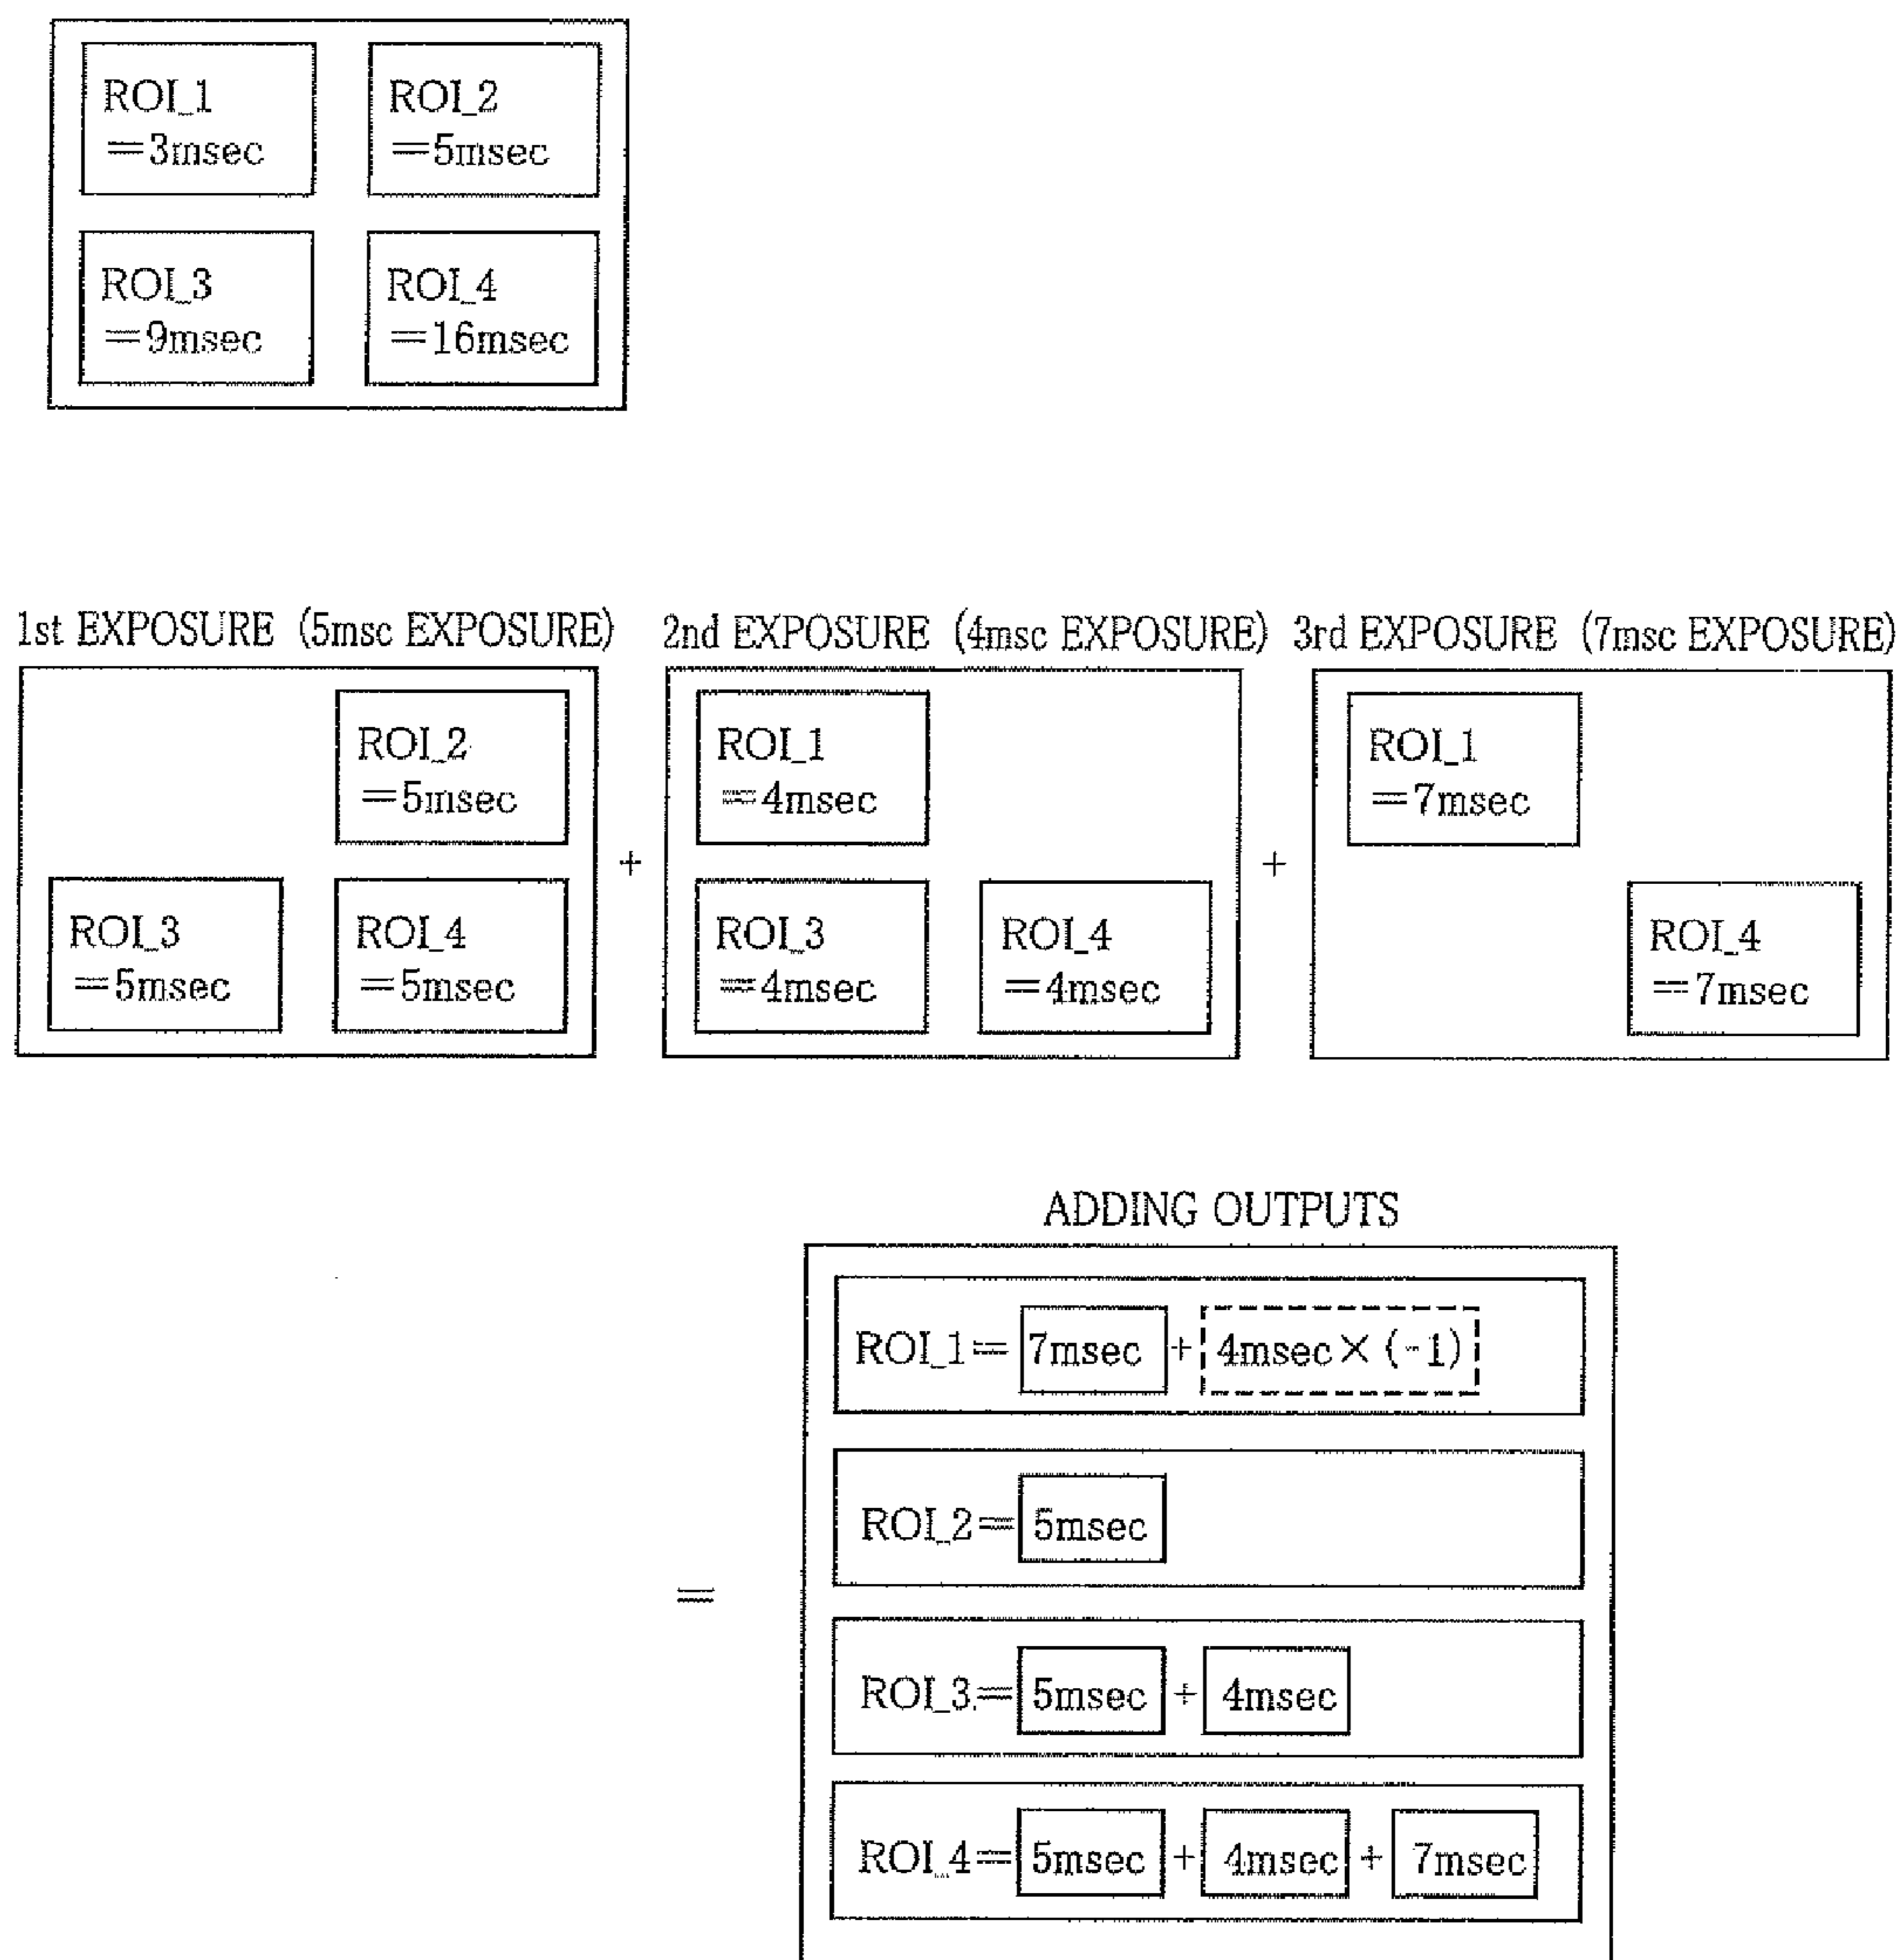 ROI_1
=3msec
ROI_2
=5msec
ROI_3
=9msec
ROI_4
=16msec
1st EXPOSURE (5msc EXPOSURE)
2nd EXPOSURE (4msc EXPOSURE)
3rd EXPOSURE (7msc EXPOSURE)
ROI_2
=5msec
ROI_3
=5msec
ROI_4
=5msec
+
ROI_1
=4msec
ROI_3
=4msec
ROI_4
=4msec
+
ROI_1
=7msec
ROI_4
=7msec
ADDING OUTPUTS
=
ROI_1= 7msec + 4msec×(-1)
ROI_2= 5msec
ROI_3= 5msec + 4msec
ROI_4= 5msec + 4msec + 7msec